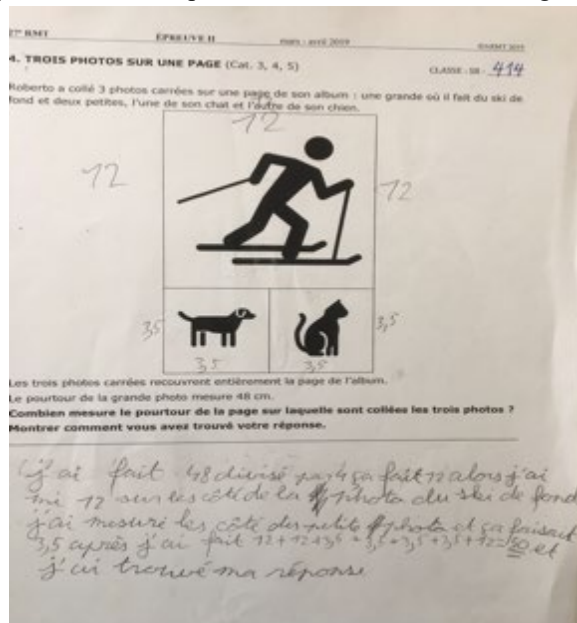 27e RMT ÉPREUVE II mars - avril 2019 ©ARMT 2019
4. TROIS PHOTOS SUR UNE PAGE (Cat. 3, 4, 5) CLASSE - SB - 414
Roberto a collé 3 photos carrées sur une page de son album : une grande où il fait du ski de
fond et deux petites, l'une de son chat et l'autre de son chien.
12
12 12
3,5 3,5
3,5 3,5
Les trois photos carrées recouvrent entièrement la page de l'album.
Le pourtour de la grande photo mesure 48 cm.
Combien mesure le pourtour de la page sur laquelle sont collées les trois photos ?
Montrer comment vous avez trouvé votre réponse.
j'ai fait 48 divisé par 4 ça fait 12 alors j'ai
mi 12 sur les côté de la photo du ski de fond
j'ai mesuré les côté des petite photo et ça faisait
3,5 après j'ai fait 12+12+3,5+3,5+3,5+3,5+12=50 et
j'ai trouvé ma réponse